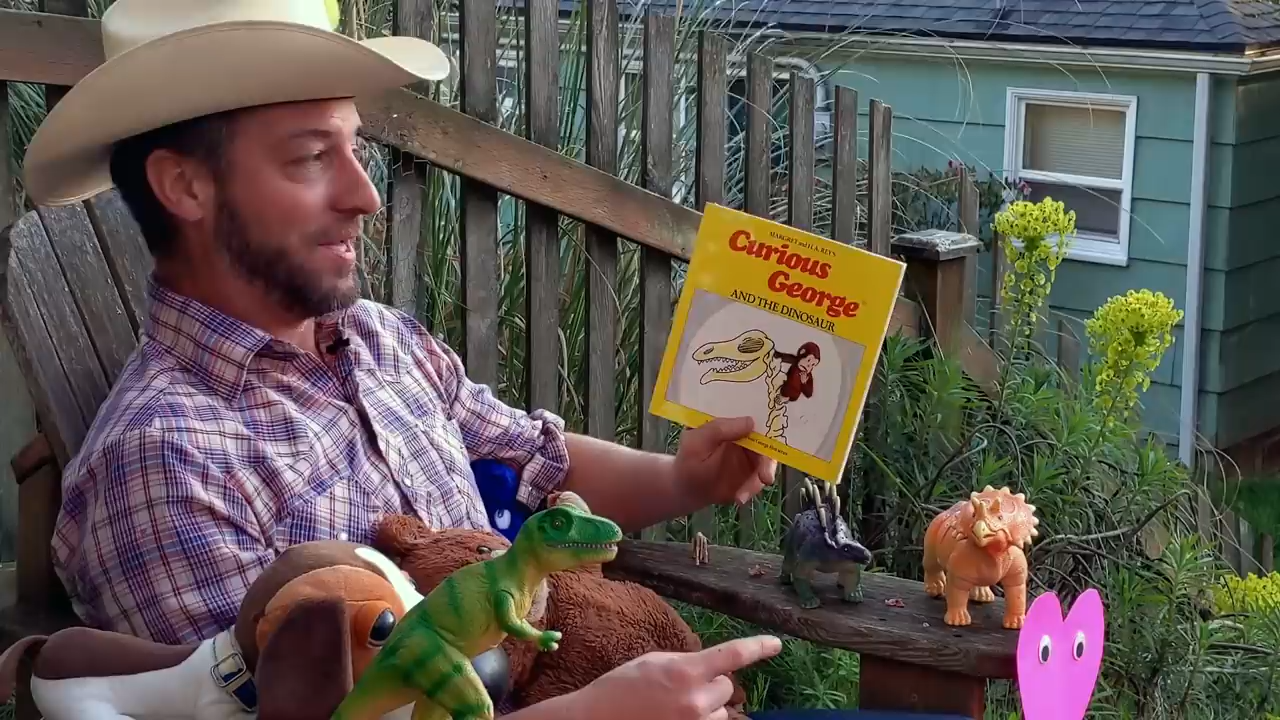 MARGRET and H.A. REY'S
Curious
George
AND THE DINOSAUR